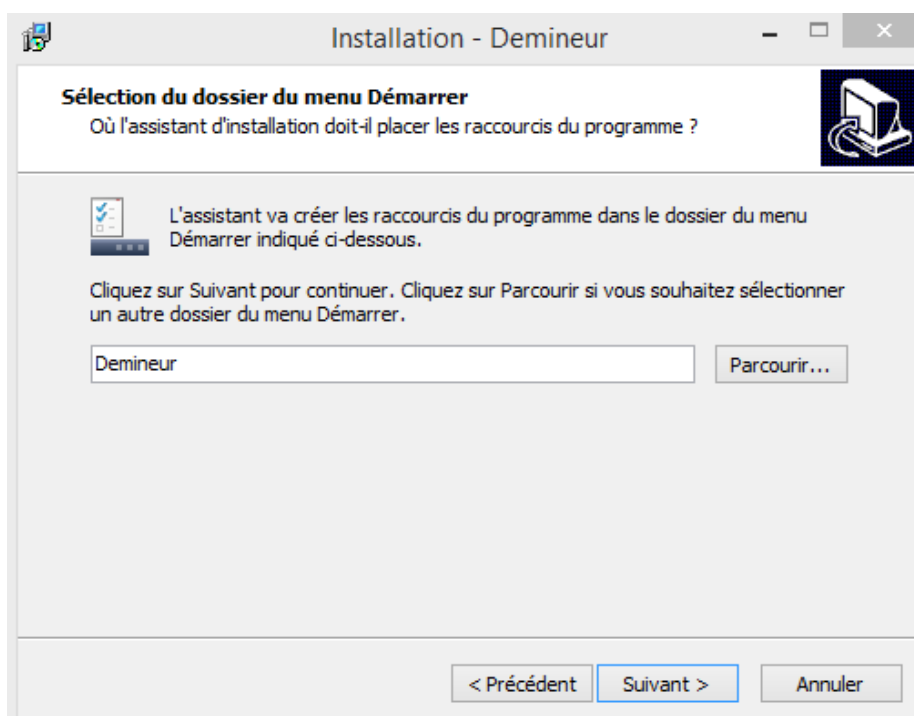 Installation - Demineur
Sélection du dossier du menu Démarrer
Où l'assistant d'installation doit-il placer les raccourcis du programme ?
L'assistant va créer les raccourcis du programme dans le dossier du menu
Démarrer indiqué ci-dessous.
Cliquez sur Suivant pour continuer. Cliquez sur Parcourir si vous souhaitez sélectionner
un autre dossier du menu Démarrer.
Demineur
Parcourir...
< Précédent
Suivant >
Annuler